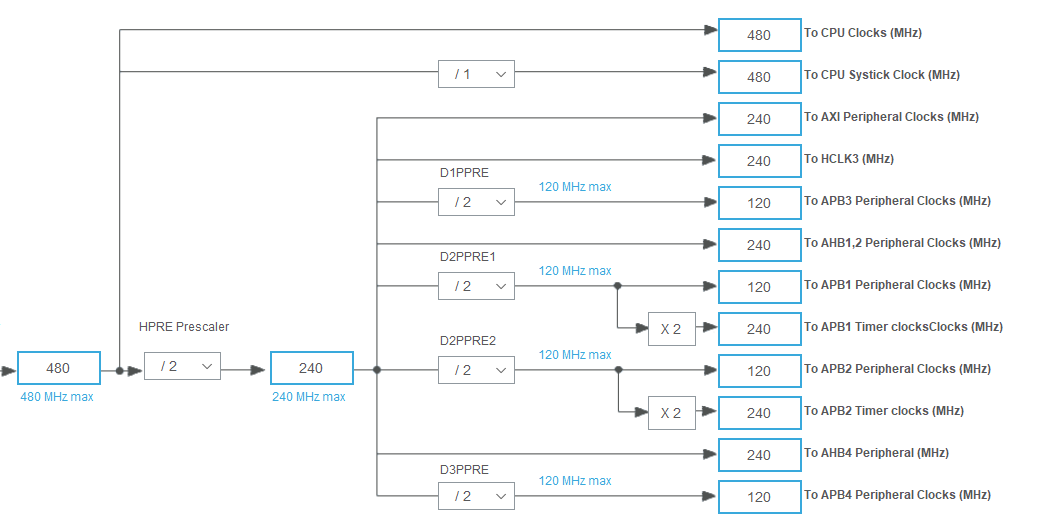 480 To CPU Clocks (MHz)
/ 1 480 To CPU Systick Clock (MHz)
240 To AXI Peripheral Clocks (MHz)
240 To HCLK3 (MHz)
D1PPRE
/ 2 120 MHz max 120 To APB3 Peripheral Clocks (MHz)
240 To AHB1,2 Peripheral Clocks (MHz)
D2PPRE1
/ 2 120 MHz max 120 To APB1 Peripheral Clocks (MHz)
X 2 240 To APB1 Timer clocksClocks (MHz)
HPRE Prescaler
480 / 2 240
480 MHz max 240 MHz max
D2PPRE2
/ 2 120 MHz max 120 To APB2 Peripheral Clocks (MHz)
X 2 240 To APB2 Timer clocks (MHz)
240 To AHB4 Peripheral (MHz)
D3PPRE
/ 2 120 MHz max 120 To APB4 Peripheral Clocks (MHz)